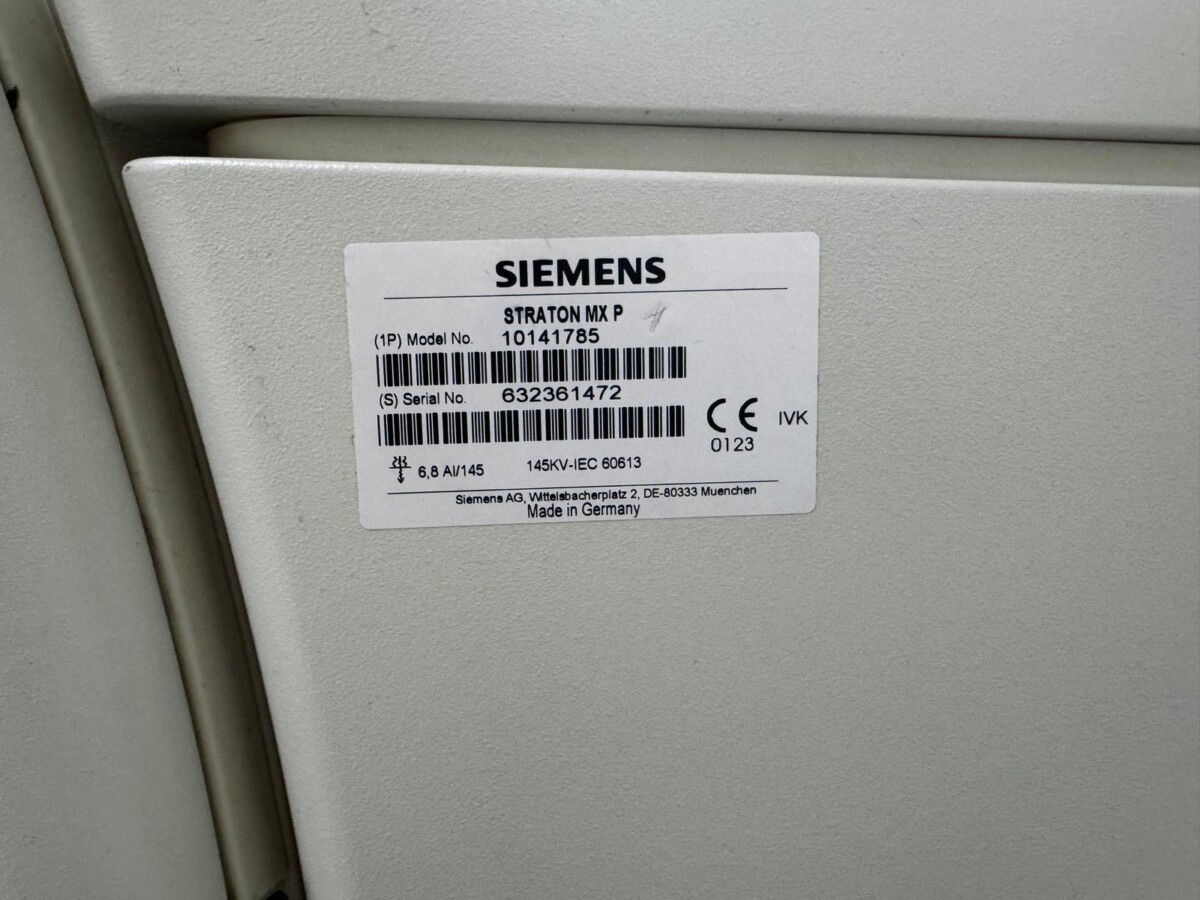 SIEMENS
STRATON MX P
(1P) Model No. 10141785
(S) Serial No. 632361472
CE IVK
0123
6,8 Al/145 145KV-IEC 60613
Siemens AG, Wittelsbacherplatz 2, DE-80333 Muenchen
Made in Germany